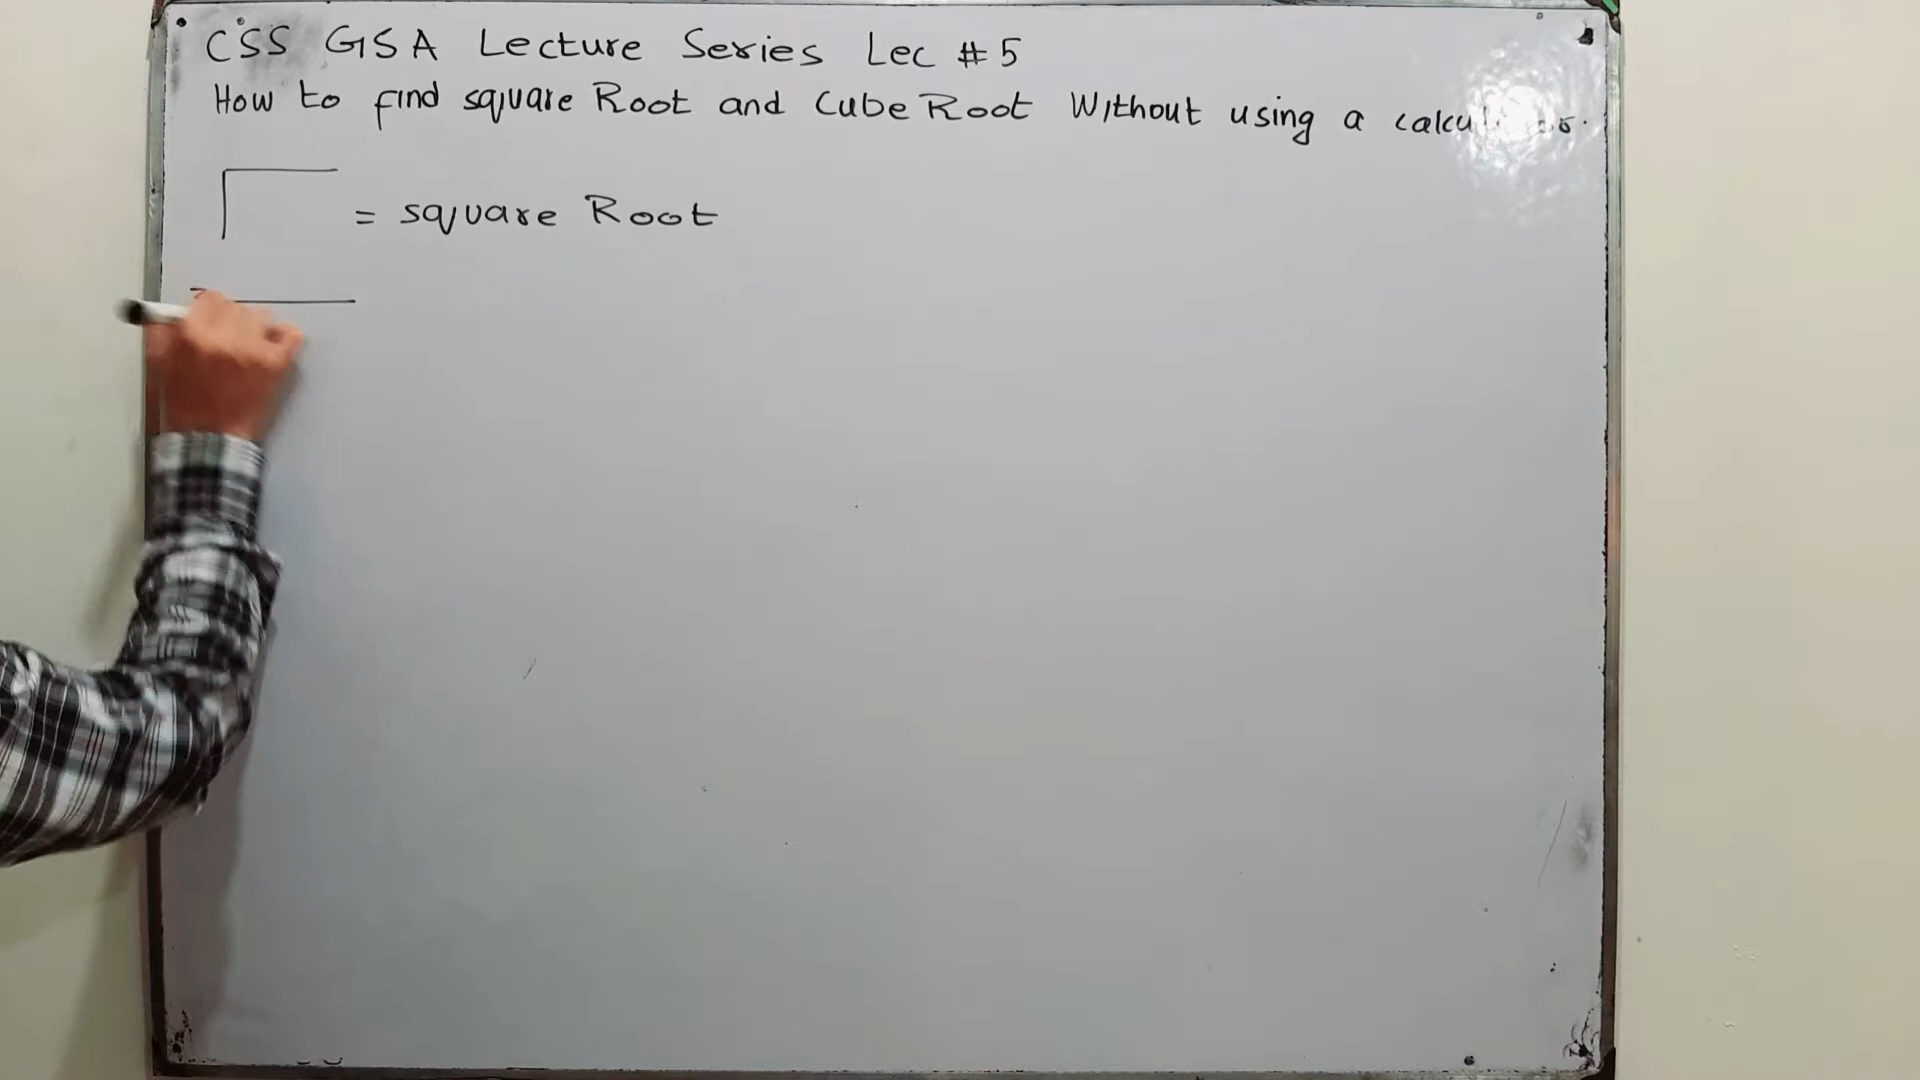 CSS GSA Lecture Series Lec # 5
How to find square Root and Cube Root Without using a
= square Root